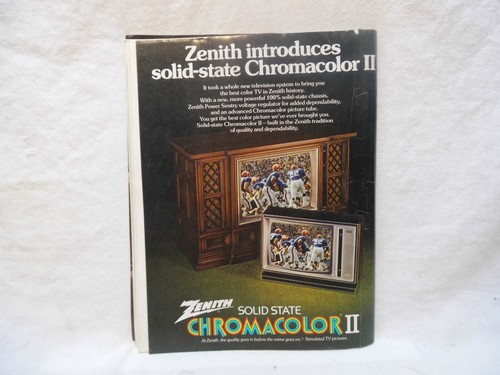 Zenith introduces
solid-state Chromacolor II
It took a whole new television system to bring you
the best color TV in Zenith history.
With a new, more powerful 100% solid-state chassis,
Zenith Power Sentry voltage regulator for added dependability,
and an advanced Chromacolor picture tube.
You get the best color picture we've ever brought you.
Solid-state Chromacolor II – built in the Zenith tradition
of quality and dependability.
ZENITH SOLID STATE
CHROMACOLOR II
At Zenith, the quality goes in before the name goes on.® Simulated TV pictures.